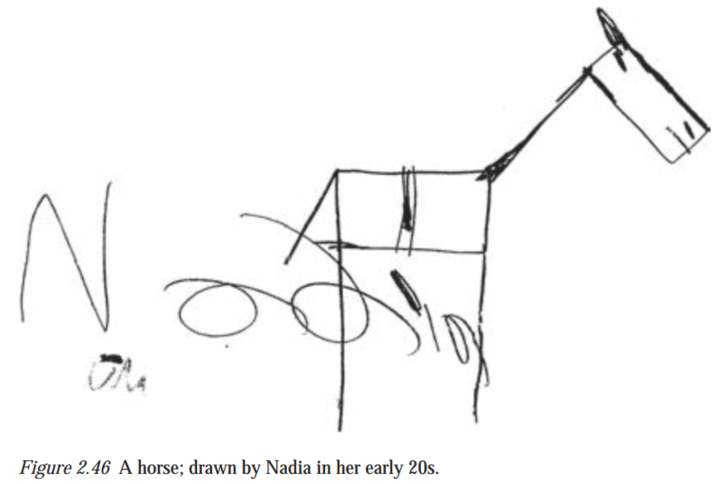 N
Figure 2.46 A horse; drawn by Nadia in her early 20s.